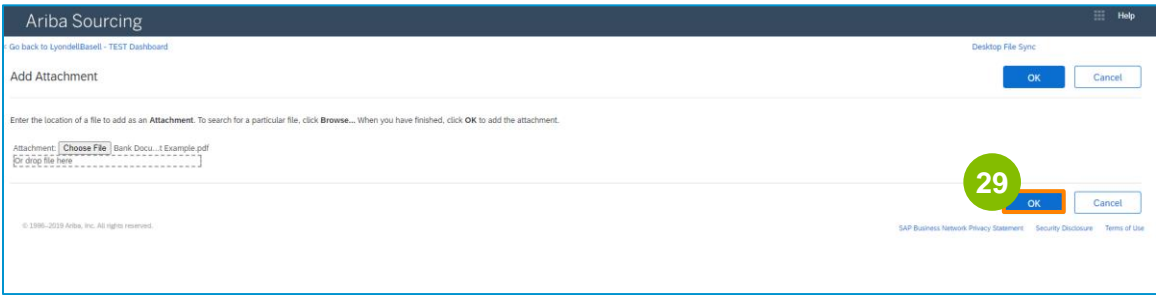 Ariba Sourcing
Help
‹ Go back to LyondellBasell - TEST Dashboard
Desktop File Sync
Add Attachment
OK
Cancel
Enter the location of a file to add as an Attachment. To search for a particular file, click Browse... When you have finished, click OK to add the attachment.
Attachment: Choose File Bank Docu...t Example.pdf
Or drop file here
29
OK
Cancel
© 1996–2019 Ariba, Inc. All rights reserved.
SAP Business Network Privacy Statement Security Disclosure Terms of Use